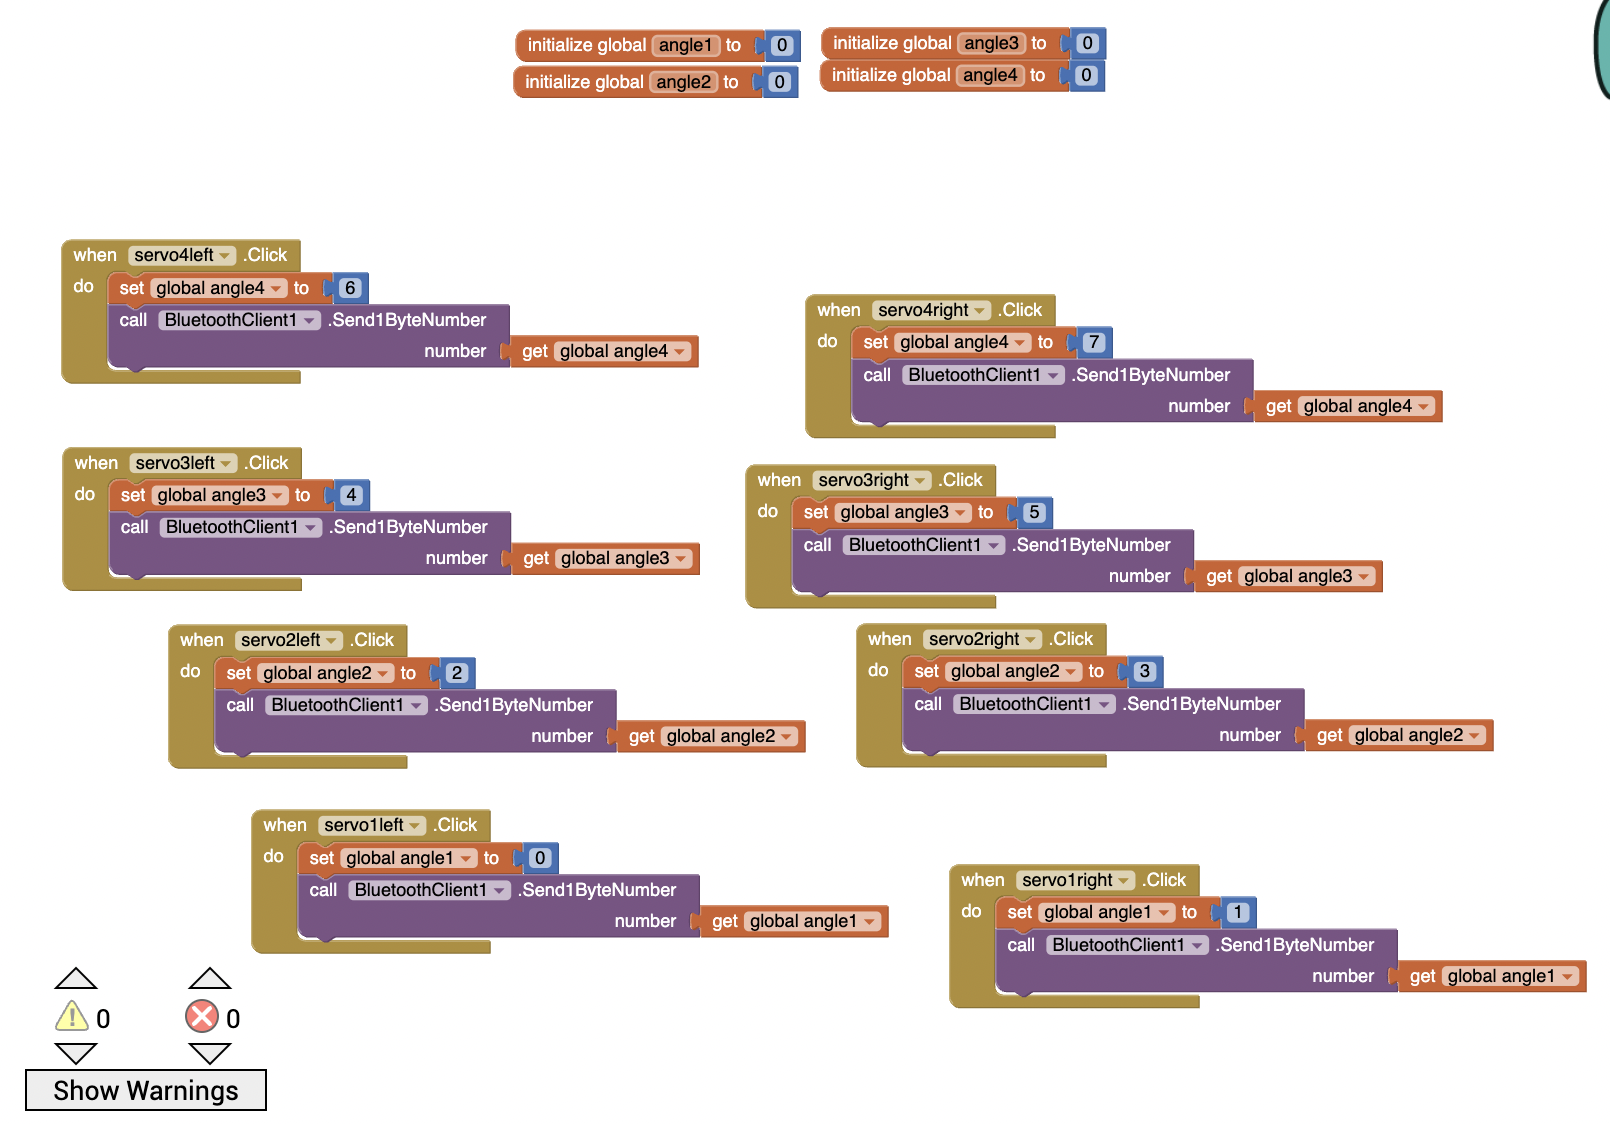 initialize global angle1 to 0
initialize global angle3 to 0
initialize global angle2 to 0
initialize global angle4 to 0
when servo4left .Click
do set global angle4 to 6
call BluetoothClient1 .Send1ByteNumber
number get global angle4
when servo4right .Click
do set global angle4 to 7
call BluetoothClient1 .Send1ByteNumber
number get global angle4
when servo3left .Click
do set global angle3 to 4
call BluetoothClient1 .Send1ByteNumber
number get global angle3
when servo3right .Click
do set global angle3 to 5
call BluetoothClient1 .Send1ByteNumber
number get global angle3
when servo2left .Click
do set global angle2 to 2
call BluetoothClient1 .Send1ByteNumber
number get global angle2
when servo2right .Click
do set global angle2 to 3
call BluetoothClient1 .Send1ByteNumber
number get global angle2
when servo1left .Click
do set global angle1 to 0
call BluetoothClient1 .Send1ByteNumber
number get global angle1
when servo1right .Click
do set global angle1 to 1
call BluetoothClient1 .Send1ByteNumber
number get global angle1
0 0
Show Warnings